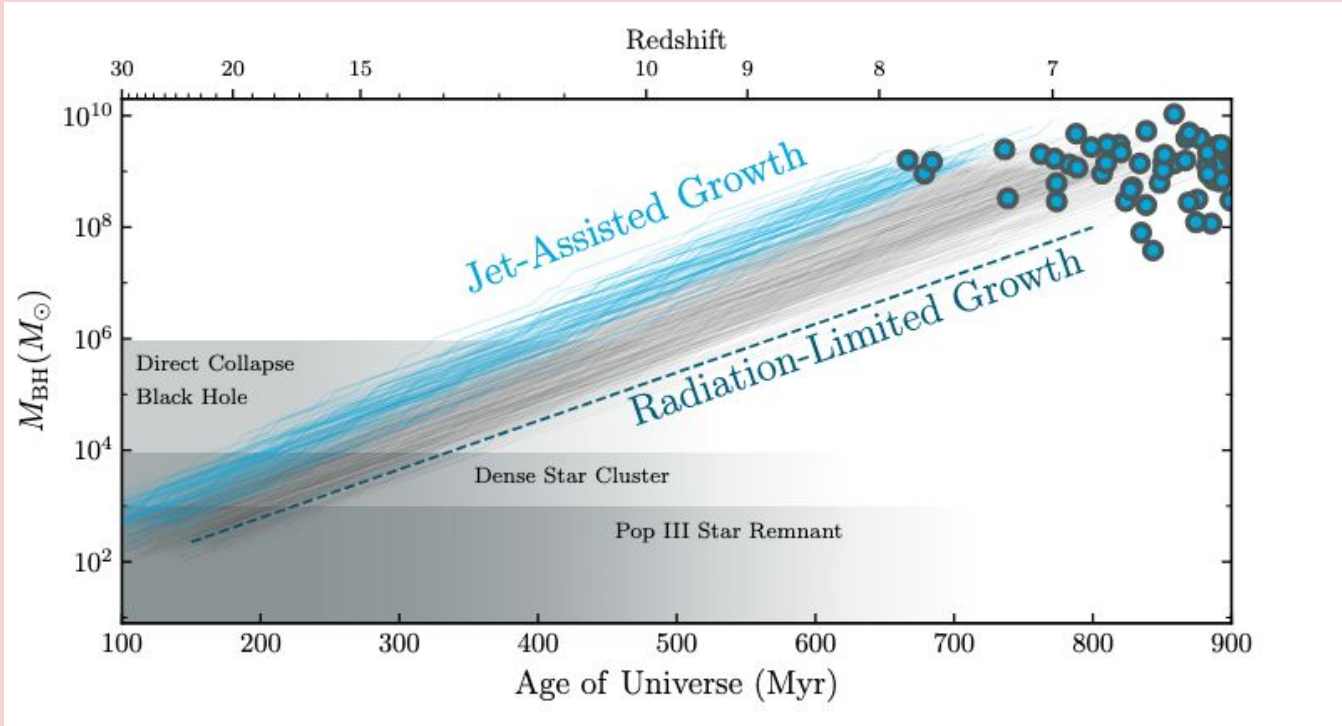 Redshift
30 20 15 10 9 8 7
10^10
10^8
10^6
10^4
10^2
M_BH(M_⊙)
Jet-Assisted Growth
Radiation-Limited Growth
Direct Collapse
Black Hole
Dense Star Cluster
Pop III Star Remnant
100 200 300 400 500 600 700 800 900
Age of Universe (Myr)